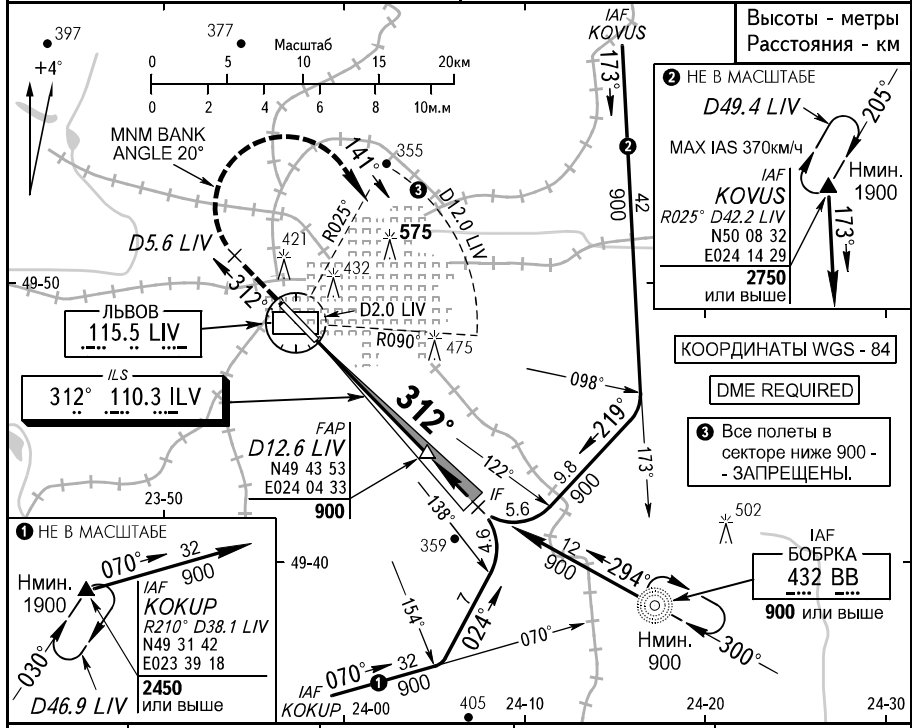 Высоты - метры
Расстояния - км
397
377
+4°
Масштаб
0 5 10 15 20км
0 2 4 6 8 10м.м
MNM BANK
ANGLE 20°
141°
355
3
D12.0 LIV
R025°
575
421
432
D5.6 LIV
312°
49-50
D2.0 LIV
R090°
475
ЛЬВОВ
115.5 LIV
ILS
312° 110.3 ILV
312°
FAP
D12.6 LIV
N49 43 53
E024 04 33
900
23-50
IAF
KOVUS
173°
2
42
900
2 НЕ В МАСШТАБЕ
D49.4 LIV
205°
MAX IAS 370км/ч
Нмин.
1900
IAF
KOVUS
R025° D42.2 LIV
N50 08 32
E024 14 29
2750
или выше
173°
КООРДИНАТЫ WGS - 84
DME REQUIRED
3 Все полеты в
секторе ниже 900 -
- ЗАПРЕЩЕНЫ.
098°
219°
173°
122°
9.8
900
IF
5.6
138°
359
4.6
7
024°
154°
12
900
294°
502
IAF
БОБРКА
432 BB
900 или выше
Нмин.
900
300°
49-40
1 НЕ В МАСШТАБЕ
070° 32
900
Нмин.
1900
IAF
KOKUP
R210° D38.1 LIV
N49 31 42
E023 39 18
2450
или выше
030°
D46.9 LIV
070° 32
900
1
070°
IAF
KOKUP
24-00
405
24-10
24-20
24-30